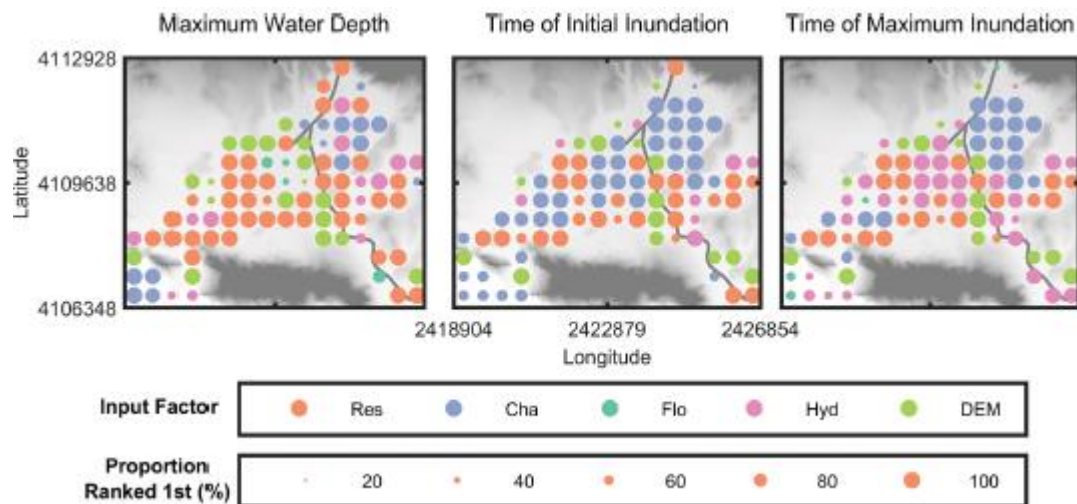 Maximum Water Depth Time of Initial Inundation Time of Maximum Inundation
4112928
Latitude
4109638
4106348
2418904 2422879 2426854
Longitude
Input Factor Res Cha Flo Hyd DEM
Proportion
Ranked 1st (%) 20 40 60 80 100